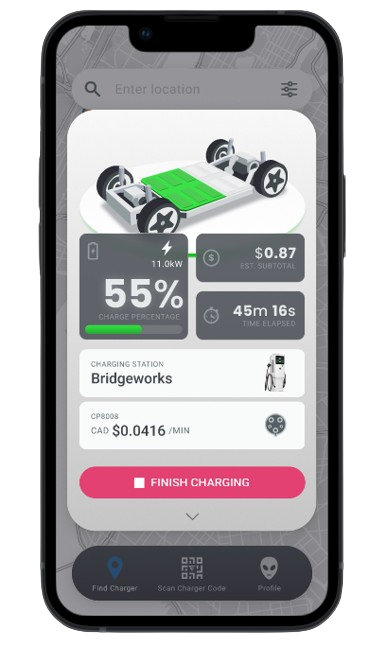 Enter location
11.0kW
55%
CHARGE PERCENTAGE
$0.87
EST. SUBTOTAL
45m 16s
TIME ELAPSED
CHARGING STATION
Bridgeworks
CP8D08
CAD $0.0416 /MIN
FINISH CHARGING
Find Charger
Scan Charger Code
Profile